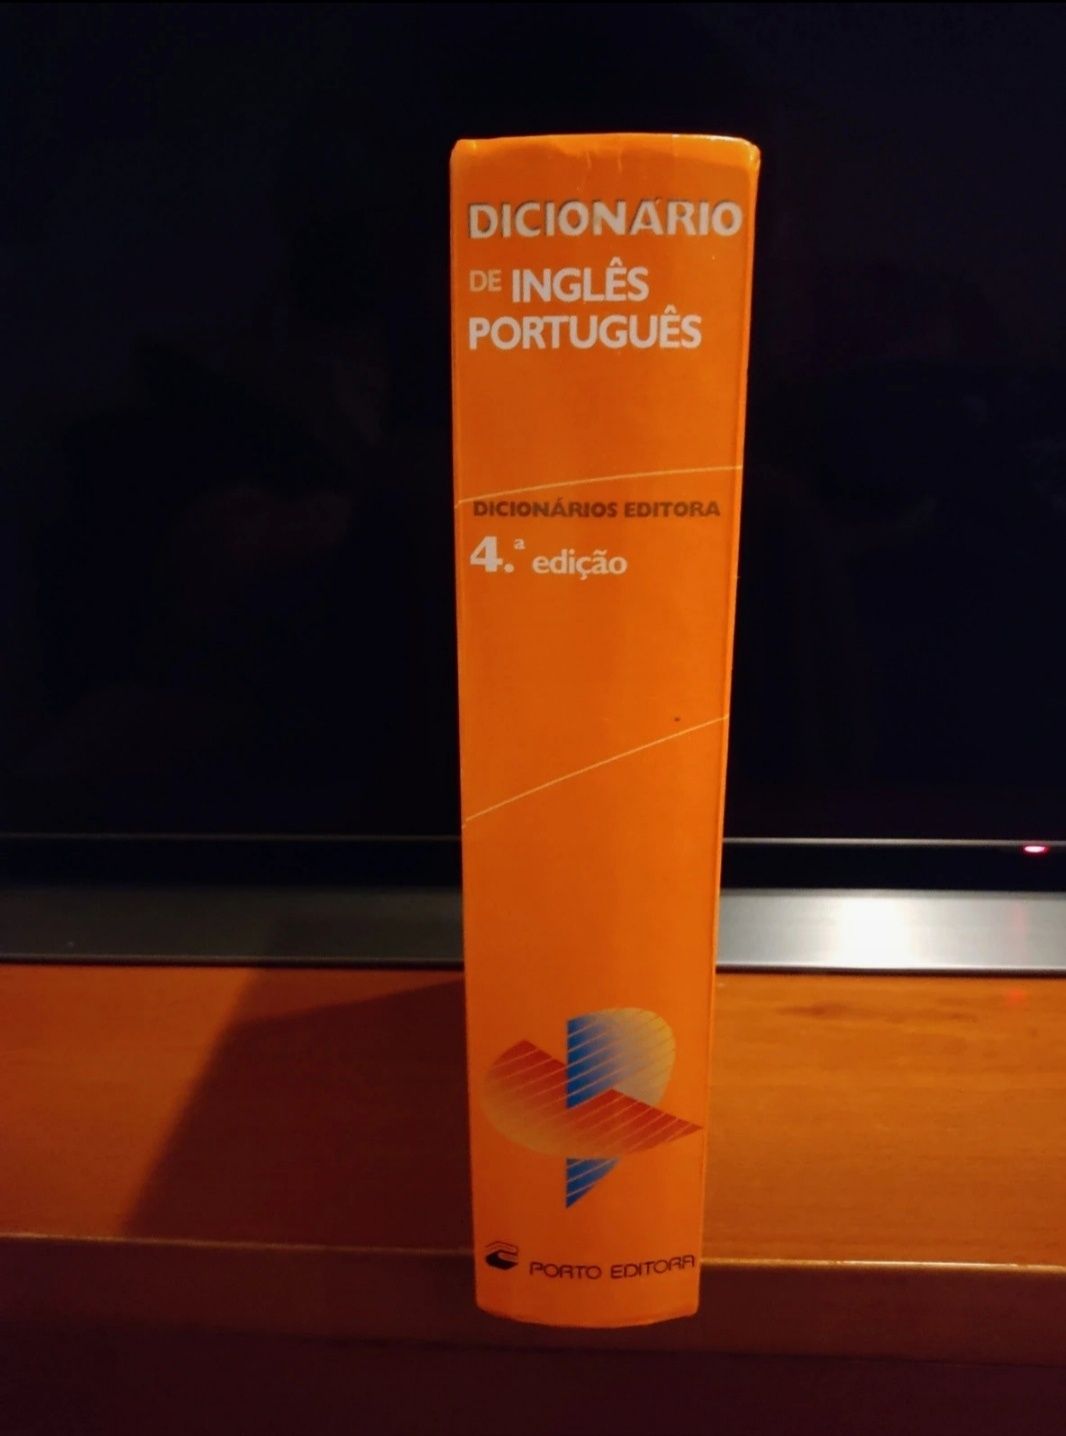 DICIONÁRIO
DE INGLÊS
PORTUGUÊS
DICIONÁRIOS EDITORA
4.ª edição
PORTO EDITORA